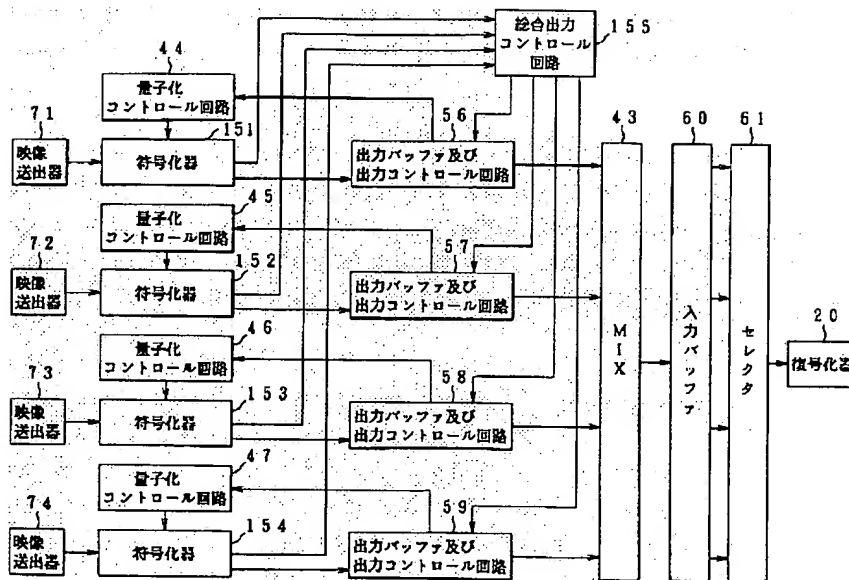 総合出力
コントロール
回路
155
44
量子化
コントロール回路
71
映像
送出器
151
符号化器
56
出力バッファ及び
出力コントロール回路
43
MIX
60
入力バッファ
61
セレクタ
45
量子化
コントロール回路
72
映像
送出器
152
符号化器
57
出力バッファ及び
出力コントロール回路
46
量子化
コントロール回路
73
映像
送出器
153
符号化器
58
出力バッファ及び
出力コントロール回路
20
復号化器
47
量子化
コントロール回路
74
映像
送出器
154
符号化器
59
出力バッファ及び
出力コントロール回路